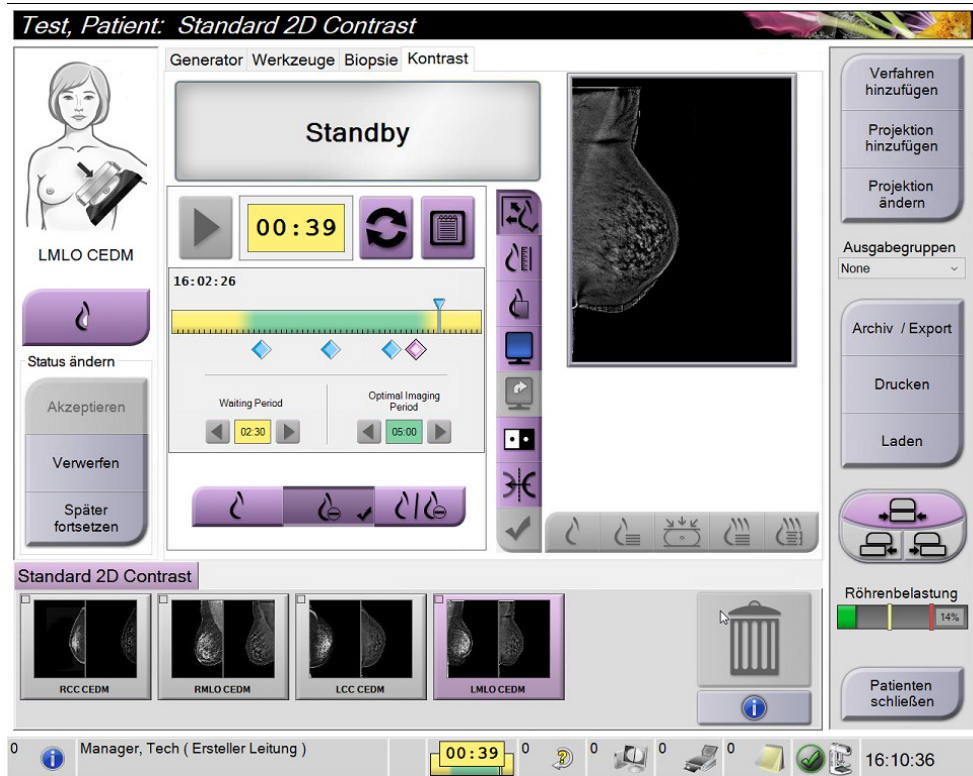 Test, Patient:  Standard 2D Contrast
Generator
Werkzeuge
Biopsie
Kontrast
Standby
LMLO CEDM
00:39
16:02:26
Waiting Period
Optimal Imaging
Period
02:30
05:00
Status ändern
Akzeptieren
Verwerfen
Später
fortsetzen
Verfahren
hinzufügen
Projektion
hinzufügen
Projektion
ändern
Ausgabegruppen
None
Archiv / Export
Drucken
Laden
Röhrenbelastung
14%
Patienten
schließen
Standard 2D Contrast
RCC CEDM
RMLO CEDM
LCC CEDM
LMLO CEDM
0
Manager, Tech ( Ersteller Leitung )
00:39
0
0
0
0
16:10:36